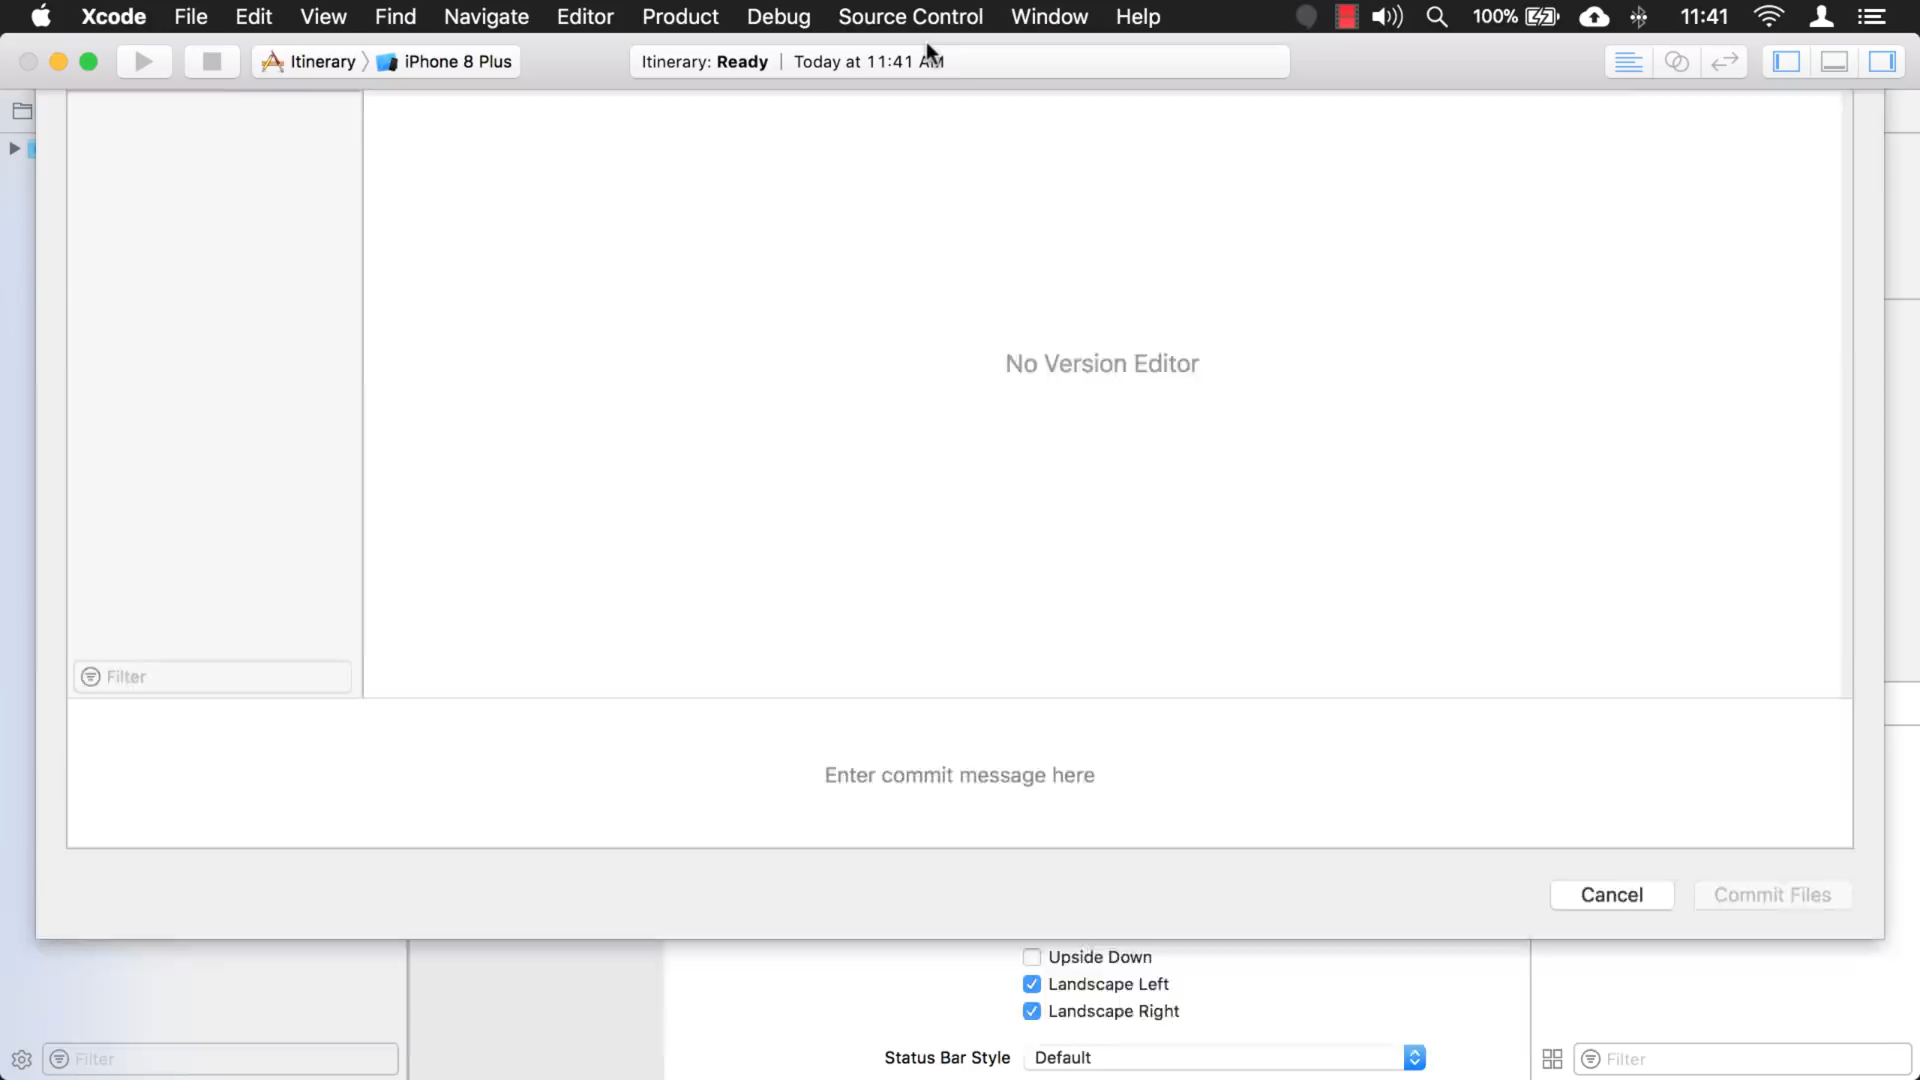 Xcode File Edit View Find Navigate Editor Product Debug Source Control Window Help 100% 11:41
Itinerary iPhone 8 Plus Itinerary: Ready | Today at 11:41 AM
No Version Editor
Filter
Enter commit message here
Cancel Commit Files
Upside Down
Landscape Left
Landscape Right
Filter Status Bar Style Default Filter